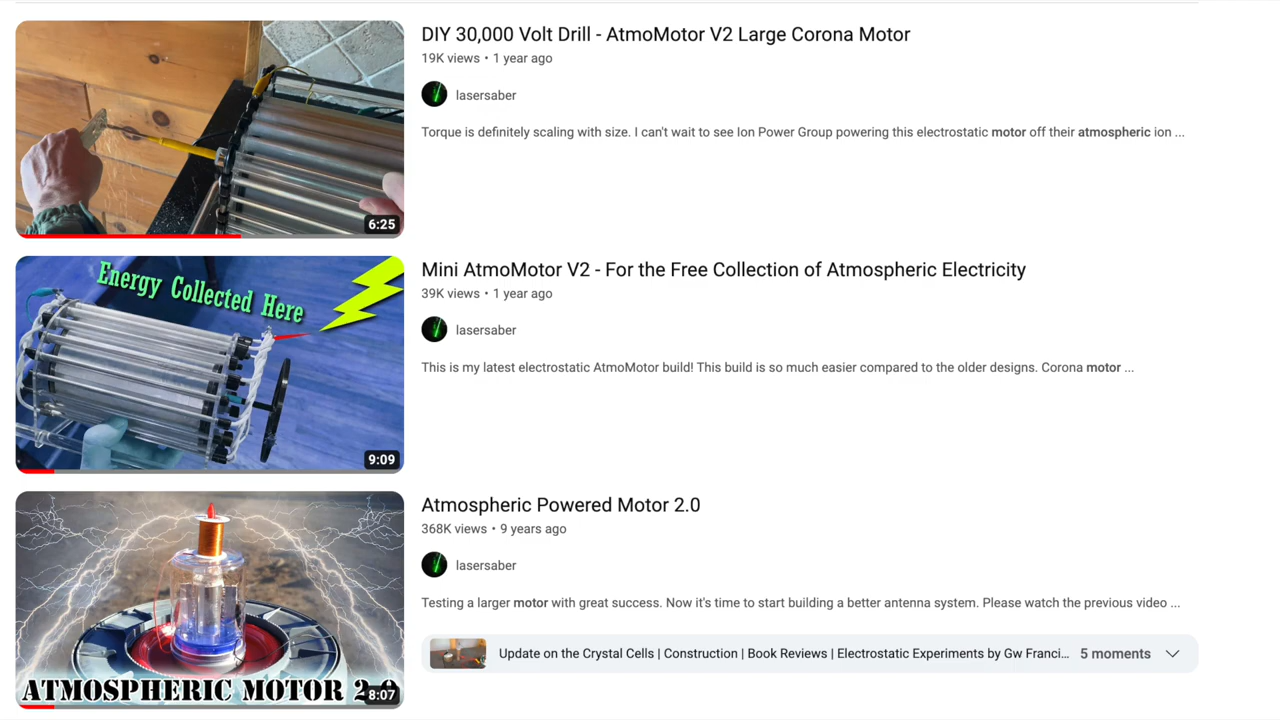 DIY 30,000 Volt Drill - AtmoMotor V2 Large Corona Motor
19K views • 1 year ago
lasersaber
Torque is definitely scaling with size. I can't wait to see Ion Power Group powering this electrostatic motor off their atmospheric ion ...
6:25
Energy Collected Here
Mini AtmoMotor V2 - For the Free Collection of Atmospheric Electricity
39K views • 1 year ago
lasersaber
This is my latest electrostatic AtmoMotor build! This build is so much easier compared to the older designs. Corona motor ...
9:09
Atmospheric Powered Motor 2.0
368K views • 9 years ago
lasersaber
Testing a larger motor with great success. Now it's time to start building a better antenna system. Please watch the previous video ...
Update on the Crystal Cells | Construction | Book Reviews | Electrostatic Experiments by Gw Franci... 5 moments
ATMOSPHERIC MOTOR 2.0
8:07